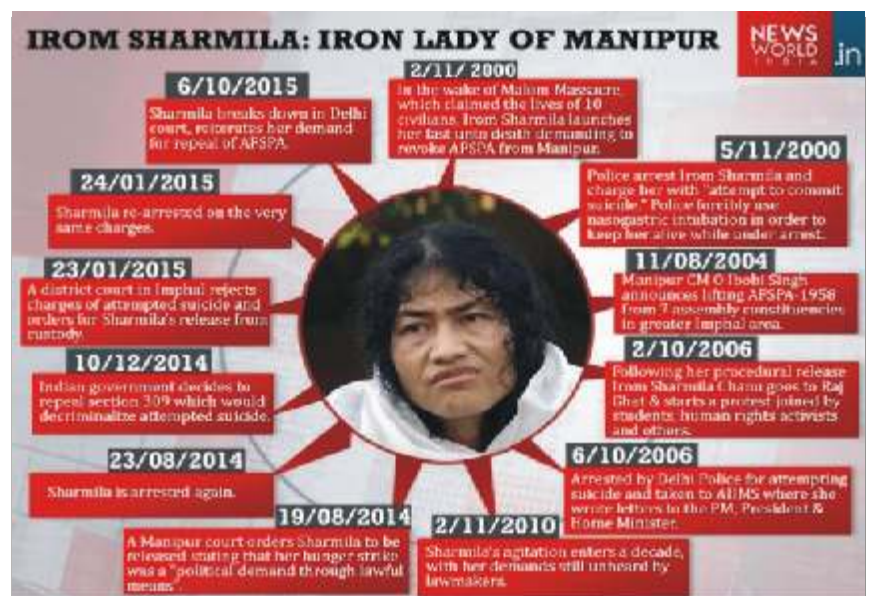 IROM SHARMILA: IRON LADY OF MANIPUR
NEWS
WORLD
INDIA
.in
2/11/ 2000
In the wake of Malom Massacre,
which claimed the lives of 10
civilians, Irom Sharmila launches
her fast unto death demanding to
revoke AFSPA from Manipur.
5/11/2000
Police arrest Irom Sharmila and
charge her with "attempt to commit
suicide." Police forcibly use
nasogastric intubation in order to
keep her alive while under arrest.
11/08/2004
Manipur CM O Ibobi Singh
announces lifting AFSPA-1958
from 7 assembly constituencies
in greater Imphal area.
2/10/2006
Following her procedural release
Irom Sharmila Chanu goes to Raj
Ghat & starts a protest joined by
students, human rights activists
and others.
6/10/2006
Arrested by Delhi Police for attempting
suicide and taken to AIIMS where she
wrote letters to the PM, President &
Home Minister.
2/11/2010
Sharmila's agitation enters a decade,
with her demands still unheard by
lawmakers.
19/08/2014
A Manipur court orders Sharmila to be
released stating that her hunger strike
was a "political demand through lawful
means".
23/08/2014
Sharmila is arrested again.
10/12/2014
Indian government decides to
repeal section 309 which would
decriminalize attempted suicide.
23/01/2015
A district court in Imphal rejects
charges of attempted suicide and
orders for Sharmila's release from
custody.
24/01/2015
Sharmila re-arrested on the very
same charges.
6/10/2015
Sharmila breaks down in Delhi
court, reiterates her demand
for repeal of AFSPA.